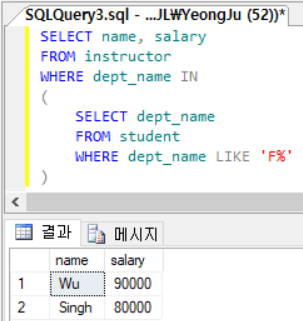 SQLQuery3.sql - ...JL₩YeongJu (52))*
SELECT name, salary
FROM instructor
WHERE dept_name IN
(
SELECT dept_name
FROM student
WHERE dept_name LIKE 'F%'
)
결과 메시지
name salary
1 Wu 90000
2 Singh 80000